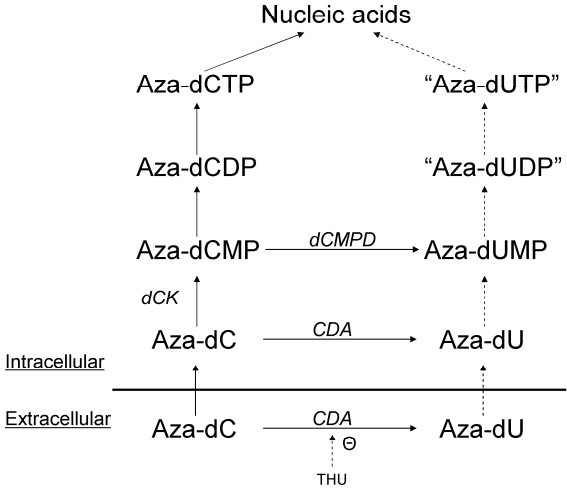 Nucleic acids
Aza-dCTP “Aza-dUTP”
Aza-dCDP “Aza-dUDP”
Aza-dCMP dCMPD Aza-dUMP
dCK
Aza-dC CDA Aza-dU
Intracellular
Extracellular
Aza-dC CDA Aza-dU
Θ
THU